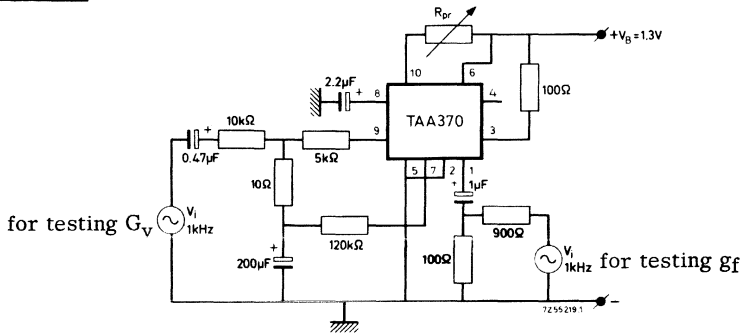 R_pr
+V_B=1.3V
10
6
2.2µF +
8
4
100Ω
TAA370
10kΩ
+
9
3
0.47µF
5kΩ
5
7
2
1
10Ω
+
1µF
for testing G_v
V_i
1kHz
+
120kΩ
900Ω
200µF
100Ω
V_i
1kHz
for testing g_f
7Z55219.1
-